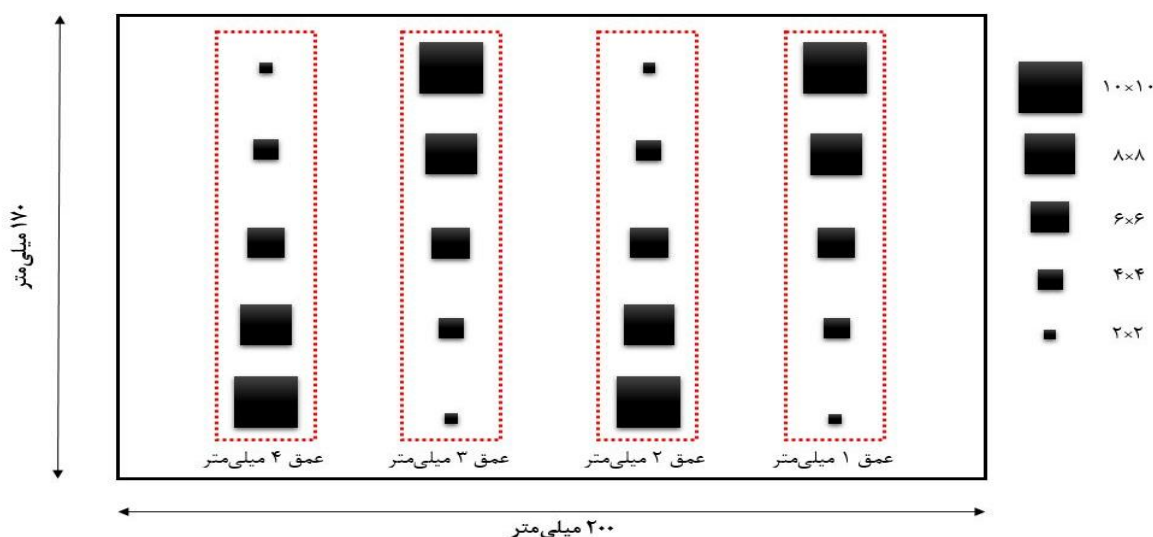 ۱۰×۱۰
۸×۸
۶×۶
۴×۴
۲×۲
۱۷۰ میلی‌متر
عمق ۱ میلی‌متر
عمق ۲ میلی‌متر
عمق ۳ میلی‌متر
عمق ۴ میلی‌متر
۲۰۰ میلی‌متر